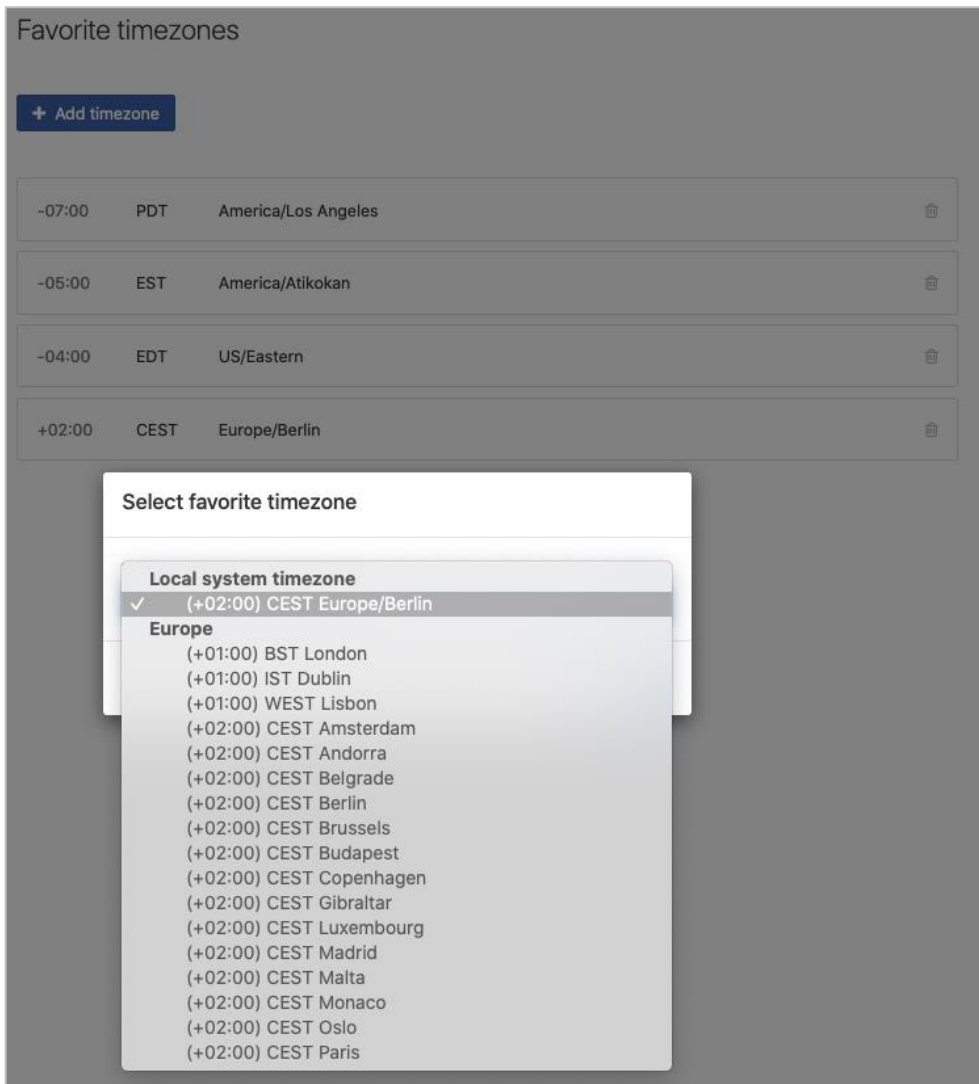 Favorite timezones
+ Add timezone
-07:00 PDT America/Los Angeles
-05:00 EST America/Atikokan
-04:00 EDT US/Eastern
+02:00 CEST Europe/Berlin
Select favorite timezone
Local system timezone
✓ (+02:00) CEST Europe/Berlin
Europe
(+01:00) BST London
(+01:00) IST Dublin
(+01:00) WEST Lisbon
(+02:00) CEST Amsterdam
(+02:00) CEST Andorra
(+02:00) CEST Belgrade
(+02:00) CEST Berlin
(+02:00) CEST Brussels
(+02:00) CEST Budapest
(+02:00) CEST Copenhagen
(+02:00) CEST Gibraltar
(+02:00) CEST Luxembourg
(+02:00) CEST Madrid
(+02:00) CEST Malta
(+02:00) CEST Monaco
(+02:00) CEST Oslo
(+02:00) CEST Paris